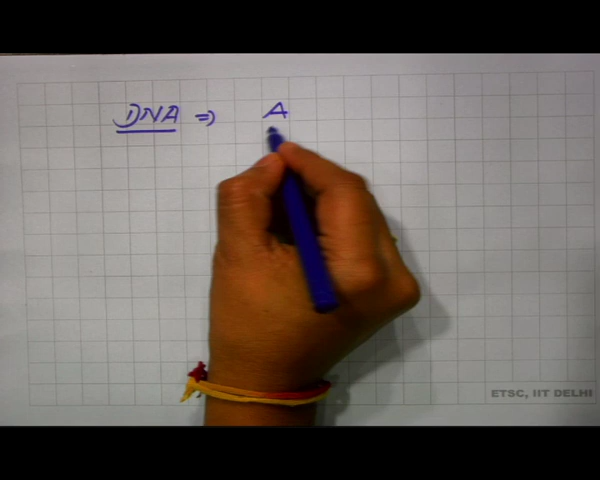 DNA ⇒ A
ETSC, IIT DELHI